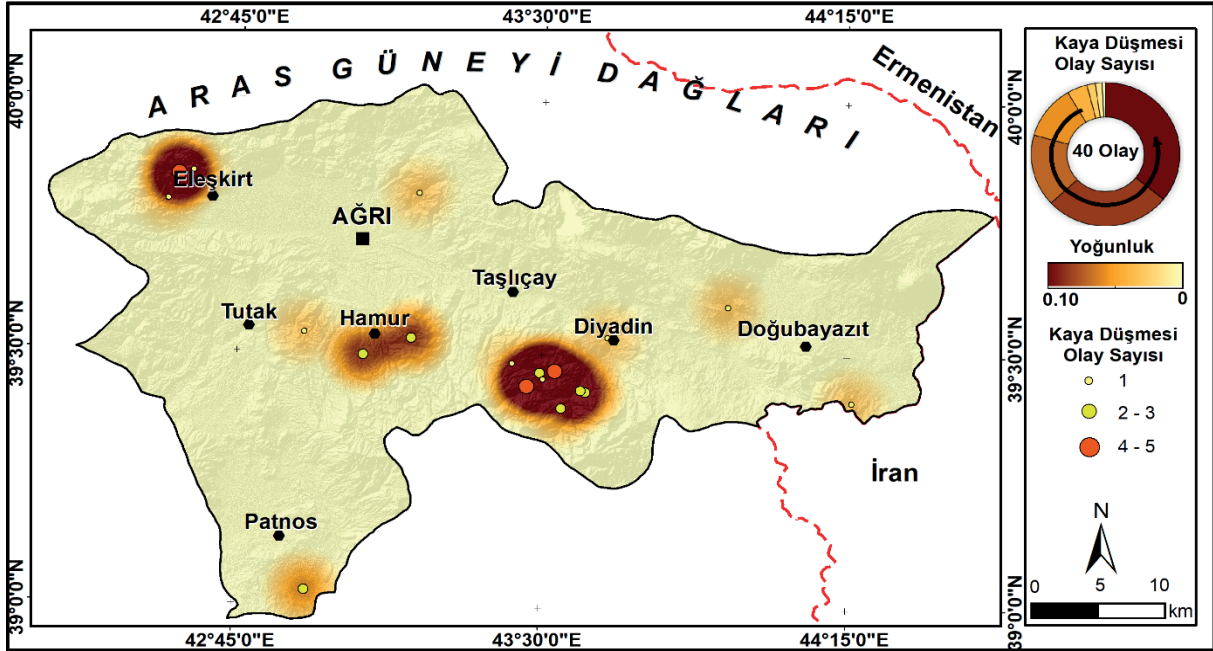 42°45'0"E
43°30'0"E
44°15'0"E
40°0'0"N
39°30'0"N
39°0'0"N
ARAS GÜNEYİ DAĞLARI
Ermenistan
Eleşkirt
AĞRI
Taşlıçay
Tutak
Hamur
Diyadin
Doğubayazıt
Patnos
İran
40°0'0"N
39°30'0"N
39°0'0"N
42°45'0"E
43°30'0"E
44°15'0"E
Kaya Düşmesi
Olay Sayısı
40 Olay
Yoğunluk
0.10 0
Kaya Düşmesi
Olay Sayısı
1
2 - 3
4 - 5
N
0 5 10
km